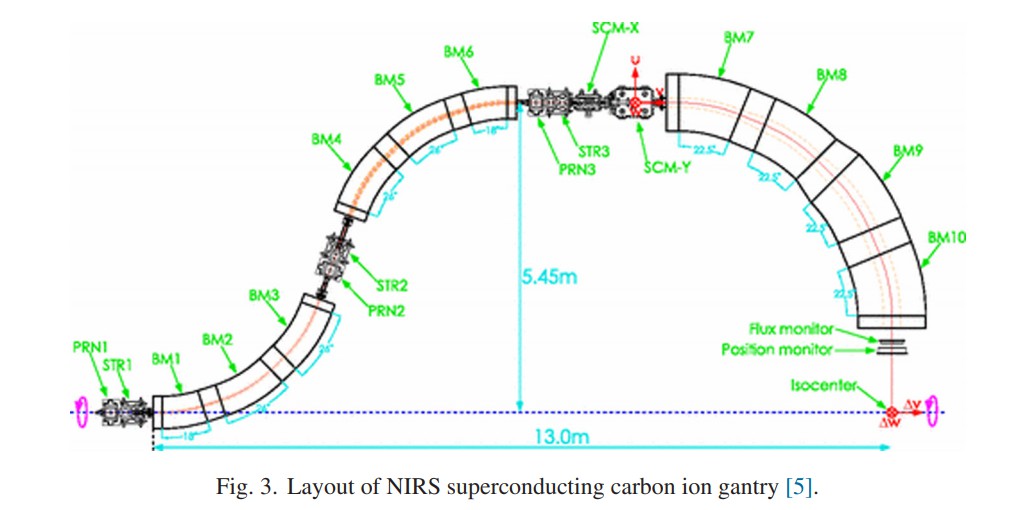 SCM-X
BM7
BM6
U
BM5
BM8
V
W
18°
BM4
26°
STR3
22.5°
BM9
PRN3
SCM-Y
22.5°
26°
22.5°
BM10
STR2
5.45m
BM3
PRN2
22.5°
PRN1
BM2
Flux monitor
STR1
BM1
26°
Position monitor
Isocenter
26°
ΔV
ΔW
18°
13.0m
Fig. 3. Layout of NIRS superconducting carbon ion gantry [5].